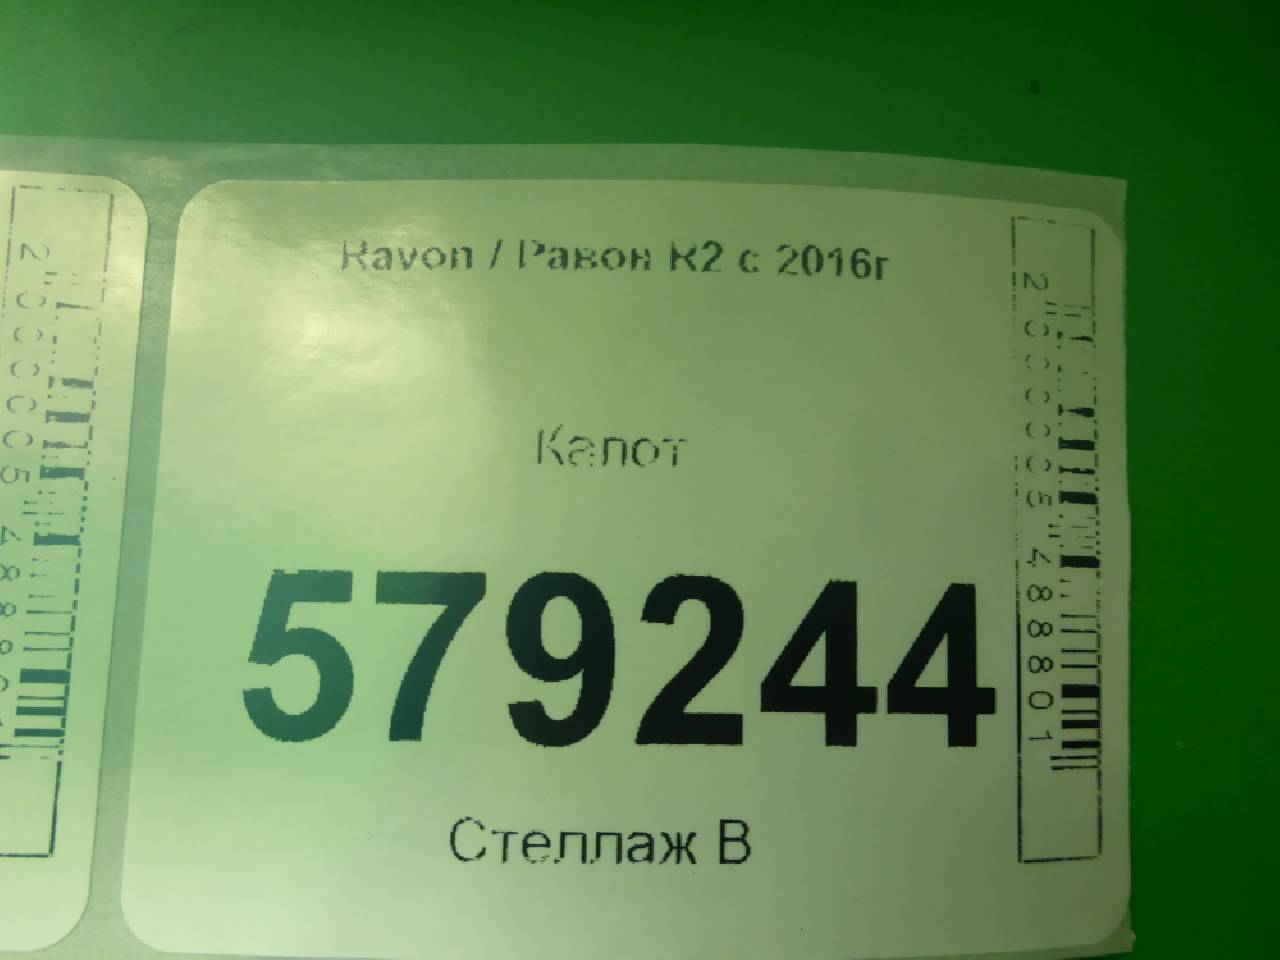 Ravon / Равон R2 с 2016г
Капот
579244
Стеллаж В
2000005488801